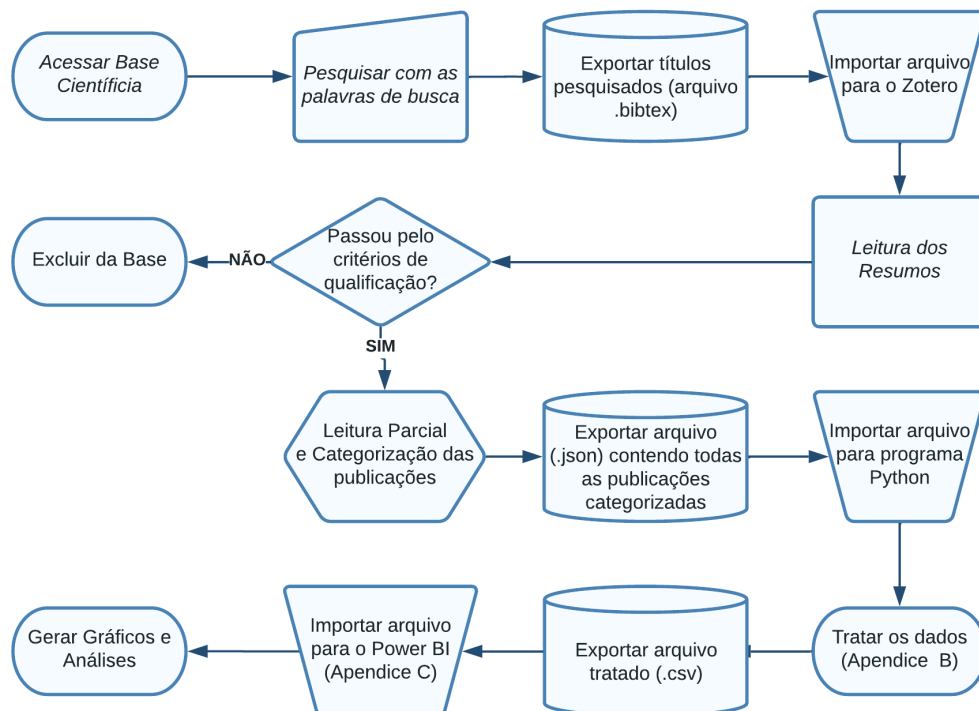 Acessar Base
Científicia
Pesquisar com as
palavras de busca
Exportar títulos
pesquisados (arquivo
.bibtex)
Importar arquivo
para o Zotero
Excluir da Base
NÃO
Passou pelo
critérios de
qualificação?
Leitura dos
Resumos
SIM
Leitura Parcial
e Categorização das
publicações
Exportar arquivo
(.json) contendo todas
as publicações
categorizadas
Importar arquivo
para programa
Python
Gerar Gráficos e
Análises
Importar arquivo
para o Power BI
(Apendice C)
Exportar arquivo
tratado (.csv)
Tratar os dados
(Apendice B)